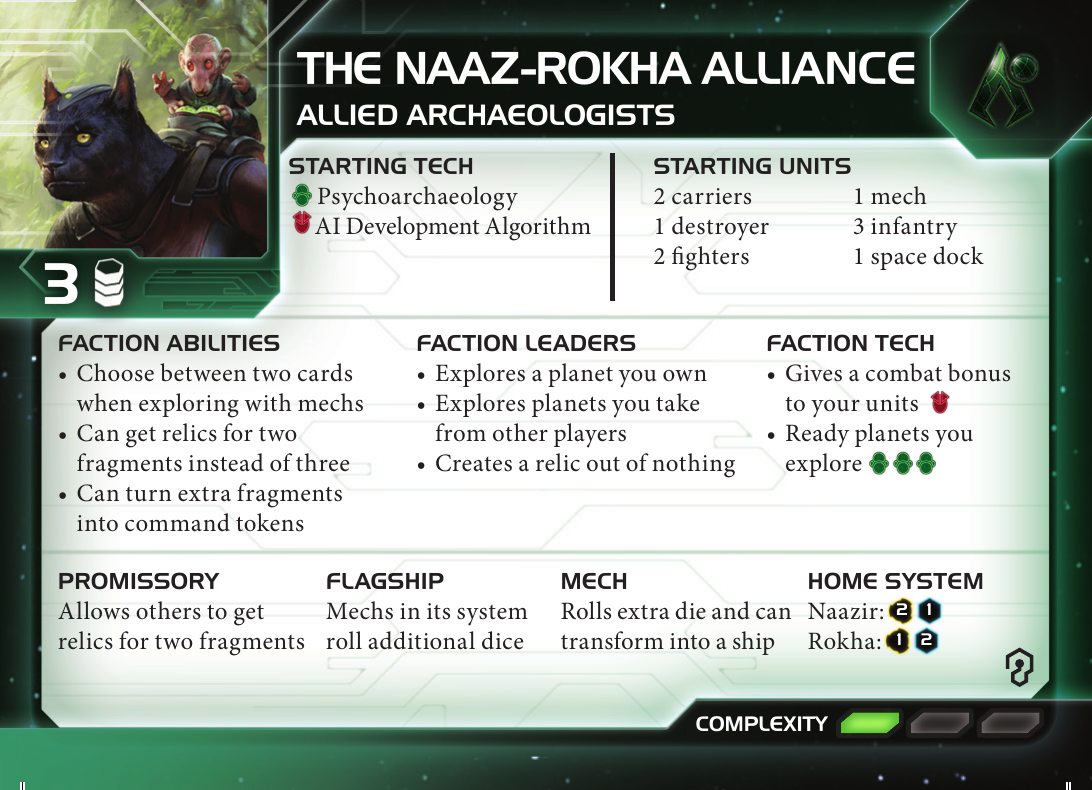 THE NAAZ-ROKHA ALLIANCE
ALLIED ARCHAEOLOGISTS
3
STARTING TECH
Psychoarchaeology
AI Development Algorithm
STARTING UNITS
2 carriers
1 destroyer
2 fighters
1 mech
3 infantry
1 space dock
FACTION ABILITIES
• Choose between two cards
when exploring with mechs
• Can get relics for two
fragments instead of three
• Can turn extra fragments
into command tokens
FACTION LEADERS
• Explores a planet you own
• Explores planets you take
from other players
• Creates a relic out of nothing
FACTION TECH
• Gives a combat bonus
to your units
• Ready planets you
explore
PROMISSORY
Allows others to get
relics for two fragments
FLAGSHIP
Mechs in its system
roll additional dice
MECH
Rolls extra die and can
transform into a ship
HOME SYSTEM
Naazir: 2 1
Rokha: 1 2
COMPLEXITY